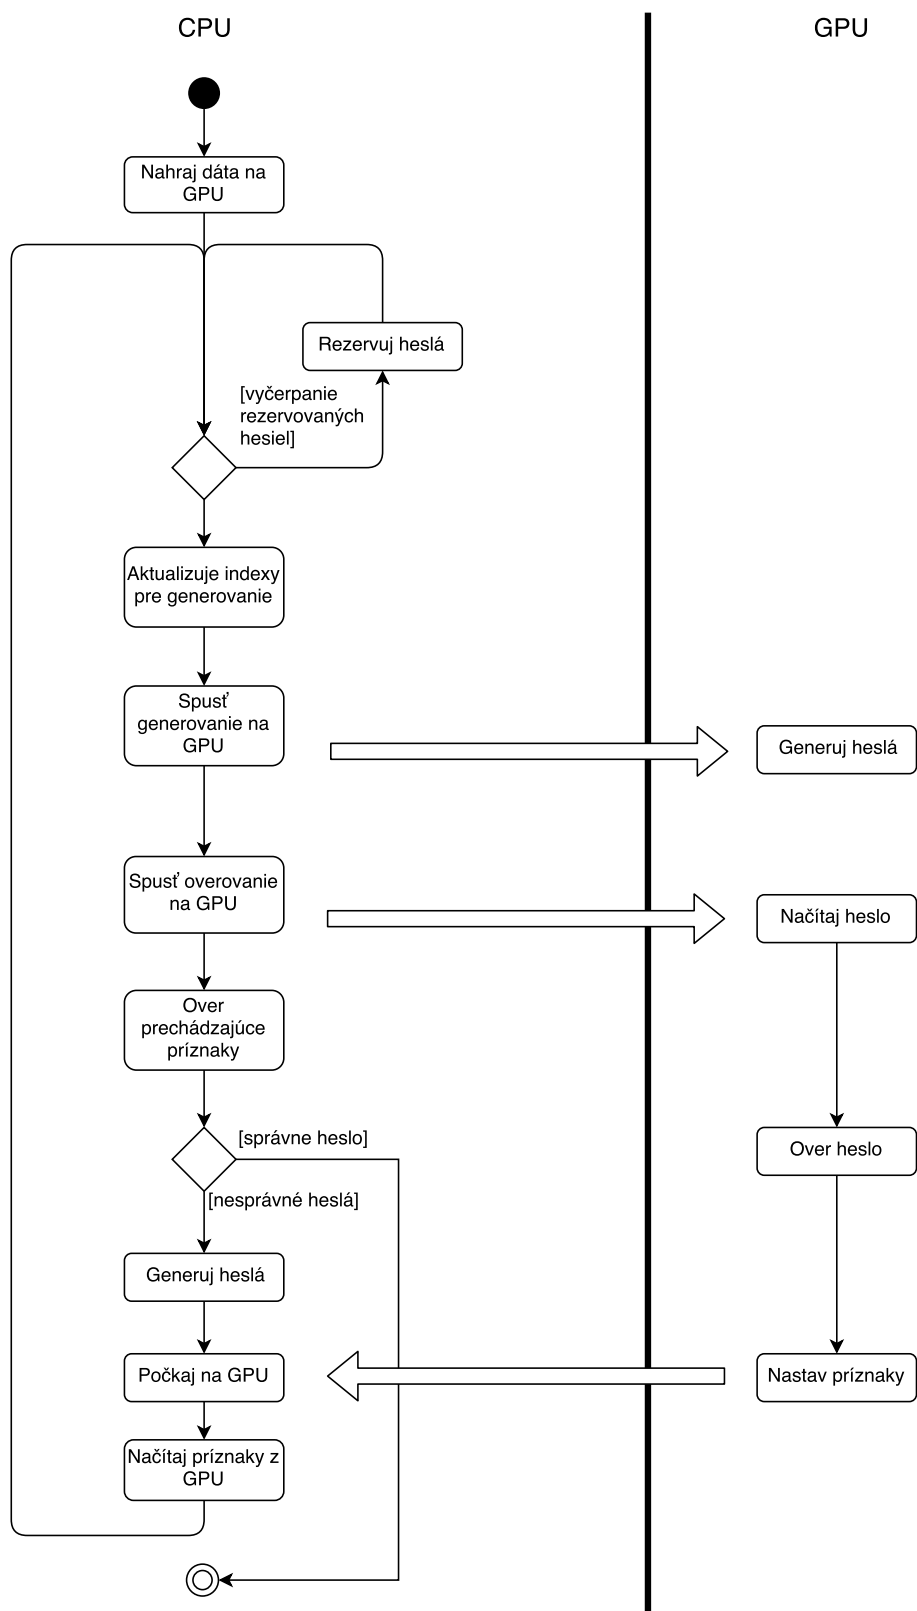 CPU
GPU
Nahraj dáta na
GPU
Rezervuj heslá
[vyčerpanie
rezervovaných
hesiel]
Aktualizuje indexy
pre generovanie
Spusť
generovanie na
GPU
Generuj heslá
Spusť overovanie
na GPU
Načítaj heslo
Over
prechádzajúce
príznaky
[správne heslo]
Over heslo
[nesprávné heslá]
Generuj heslá
Počkaj na GPU
Nastav príznaky
Načítaj príznaky z
GPU